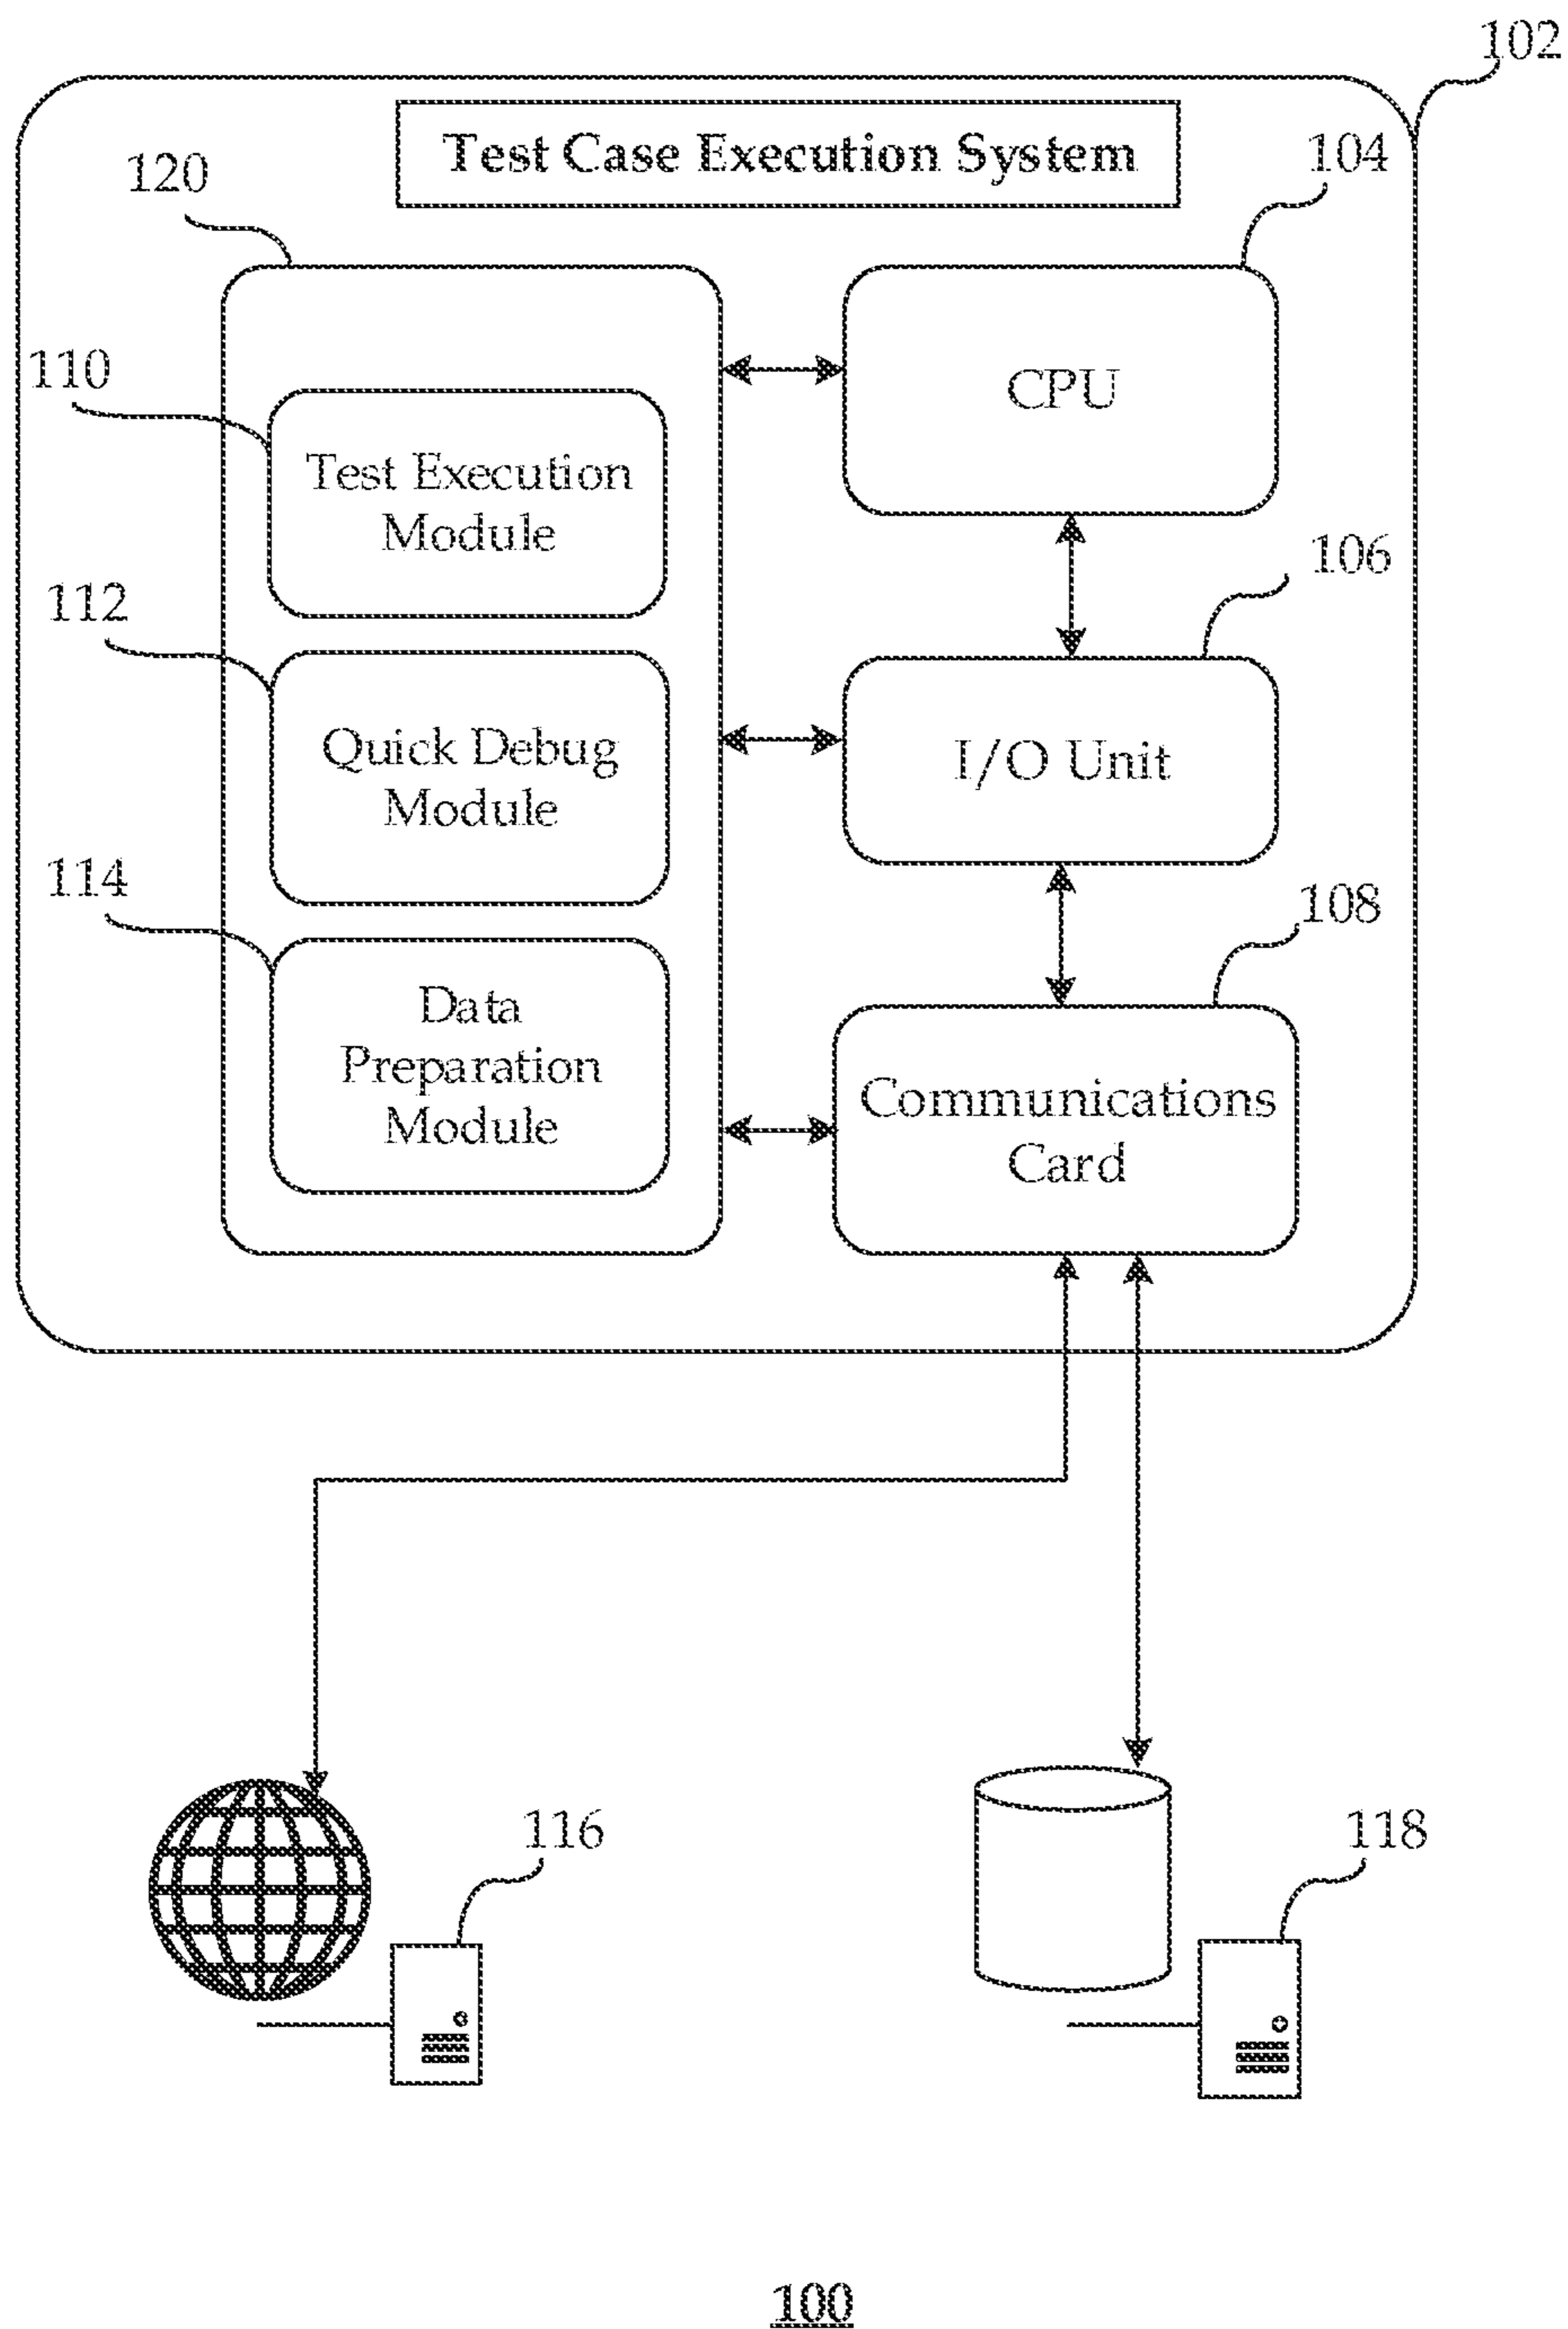 102
Test Case Execution System
120
104
110
CPU
Test Execution
Module
106
112
Quick Debug
Module
I/O Unit
114
108
Data
Preparation
Module
Communications
Card
116
118
100